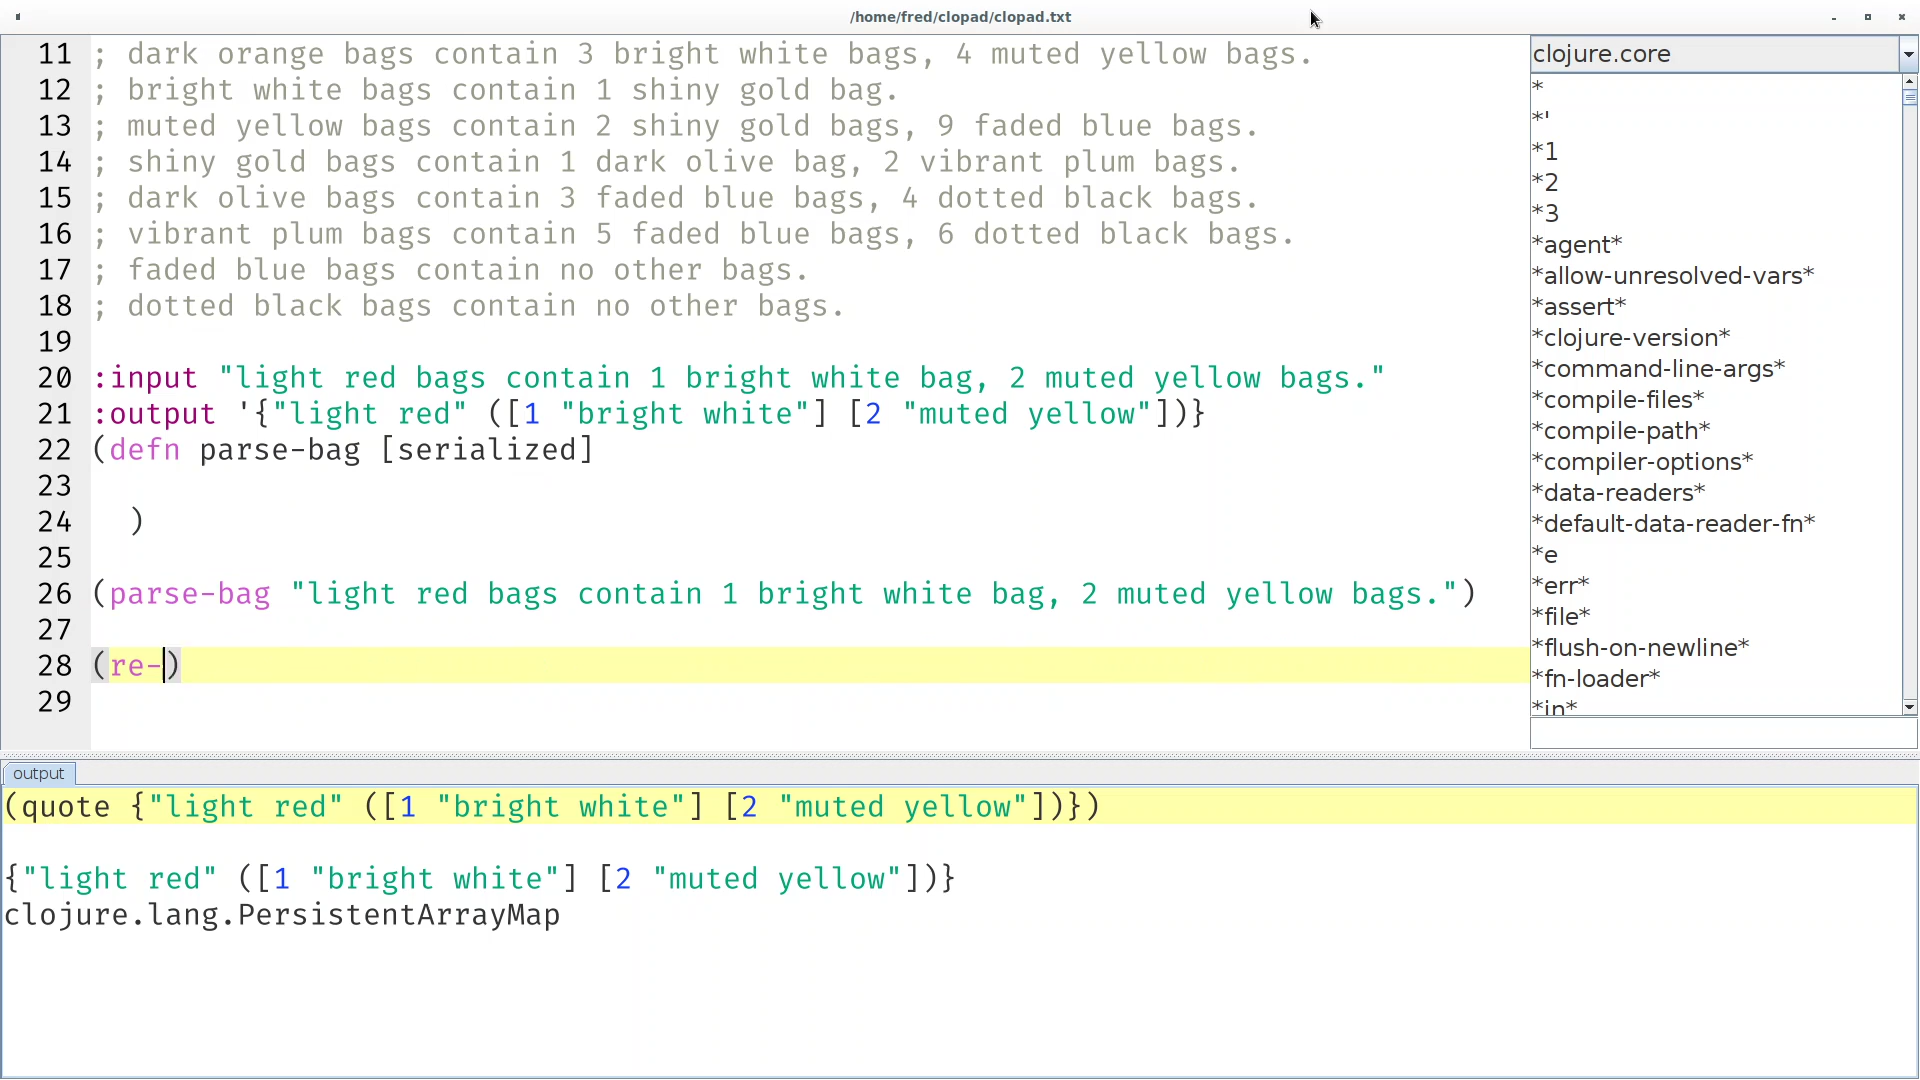 /home/fred/clopad/clopad.txt
11 ; dark orange bags contain 3 bright white bags, 4 muted yellow bags.
12 ; bright white bags contain 1 shiny gold bag.
13 ; muted yellow bags contain 2 shiny gold bags, 9 faded blue bags.
14 ; shiny gold bags contain 1 dark olive bag, 2 vibrant plum bags.
15 ; dark olive bags contain 3 faded blue bags, 4 dotted black bags.
16 ; vibrant plum bags contain 5 faded blue bags, 6 dotted black bags.
17 ; faded blue bags contain no other bags.
18 ; dotted black bags contain no other bags.
19
20 :input "light red bags contain 1 bright white bag, 2 muted yellow bags."
21 :output '{"light red" ([1 "bright white"] [2 "muted yellow"])}
22 (defn parse-bag [serialized]
23
24   )
25
26 (parse-bag "light red bags contain 1 bright white bag, 2 muted yellow bags.")
27
28 (re-)
29
clojure.core
*
*'
*1
*2
*3
*agent*
*allow-unresolved-vars*
*assert*
*clojure-version*
*command-line-args*
*compile-files*
*compile-path*
*compiler-options*
*data-readers*
*default-data-reader-fn*
*e
*err*
*file*
*flush-on-newline*
*fn-loader*
*in*
output
(quote {"light red" ([1 "bright white"] [2 "muted yellow"])})
{"light red" ([1 "bright white"] [2 "muted yellow"])}
clojure.lang.PersistentArrayMap